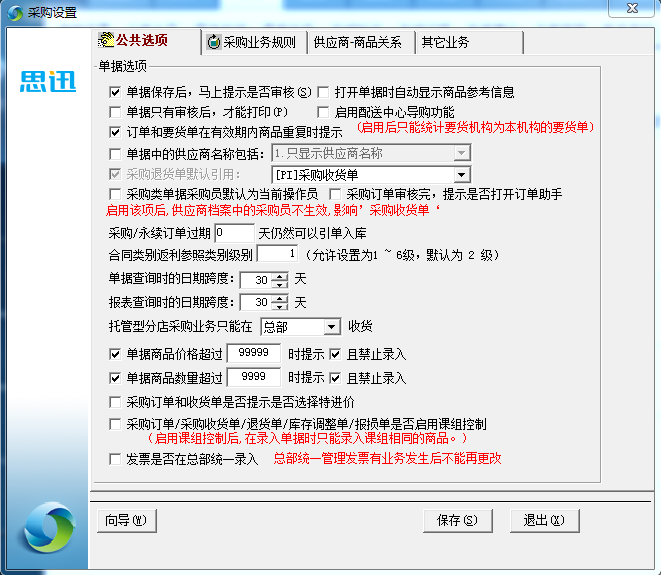 采购设置
思迅
公共选项 采购业务规则 供应商-商品关系 其它业务
单据选项
单据保存后，马上提示是否审核(S) 打开单据时自动显示商品参考信息
单据只有审核后，才能打印(P) 启用配送中心导购功能
订单和要货单在有效期内商品重复时提示 (启用后只能统计要货机构为本机构的要货单)
单据中的供应商名称包括: 1.只显示供应商名称
采购退货单默认引用: [PI]采购收货单
采购类单据采购员默认为当前操作员 采购订单审核完，提示是否打开订单助手
启用该项后,供应商档案中的采购员不生效,影响’采购收货单‘
采购/永续订单过期 0 天仍然可以引单入库
合同类别返利参照类别级别 1 (允许设置为1 ~ 6级，默认为 2 级)
单据查询时的日期跨度: 30 天
报表查询时的日期跨度: 30 天
托管型分店采购业务只能在 总部 收货
单据商品价格超过 99999 时提示 且禁止录入
单据商品数量超过 9999 时提示 且禁止录入
采购订单和收货单是否提示是否选择特进价
采购订单/采购收货单/退货单/库存调整单/报损单是否启用课组控制
(启用课组控制后,在录入单据时只能录入课组相同的商品。)
发票是否在总部统一录入 总部统一管理发票有业务发生后不能再更改
向导(W) 保存(S) 退出(X)